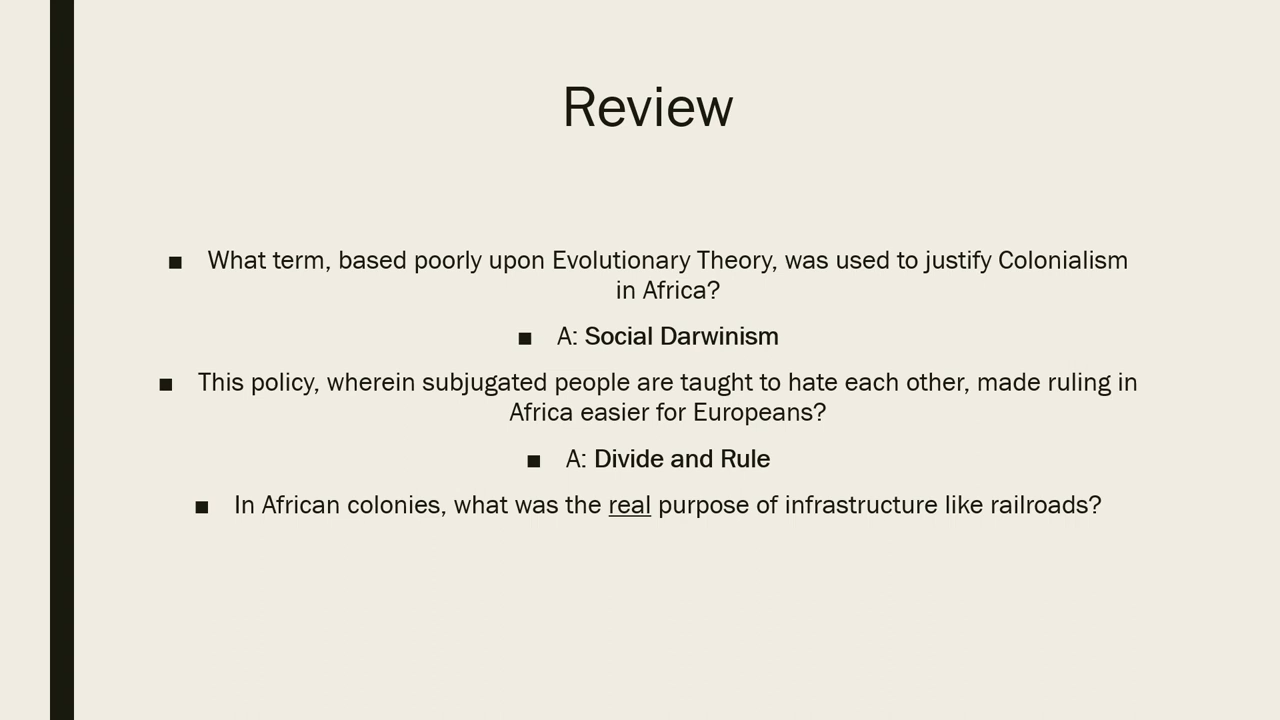 Review
■ What term, based poorly upon Evolutionary Theory, was used to justify Colonialism
in Africa?
■ A: Social Darwinism
■ This policy, wherein subjugated people are taught to hate each other, made ruling in
Africa easier for Europeans?
■ A: Divide and Rule
■ In African colonies, what was the real purpose of infrastructure like railroads?